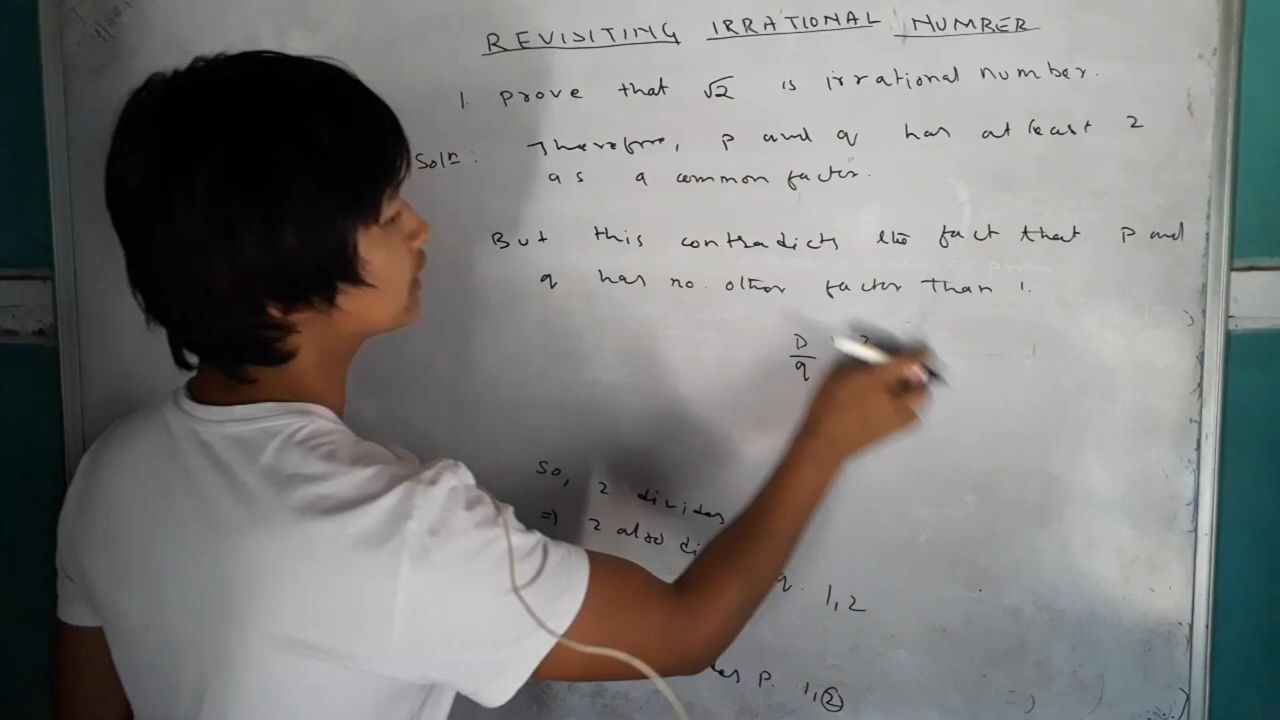 REVISITING IRRATIONAL NUMBER
1. Prove that √2 is irrational number.
Soln: Therefore, p and q has at least 2
as a common factor.
But this contradicts the fact that p and
q has no other factor than 1.
p
q
So, 2 divides
=) 2 also di
q. 1,2
p. 1,2